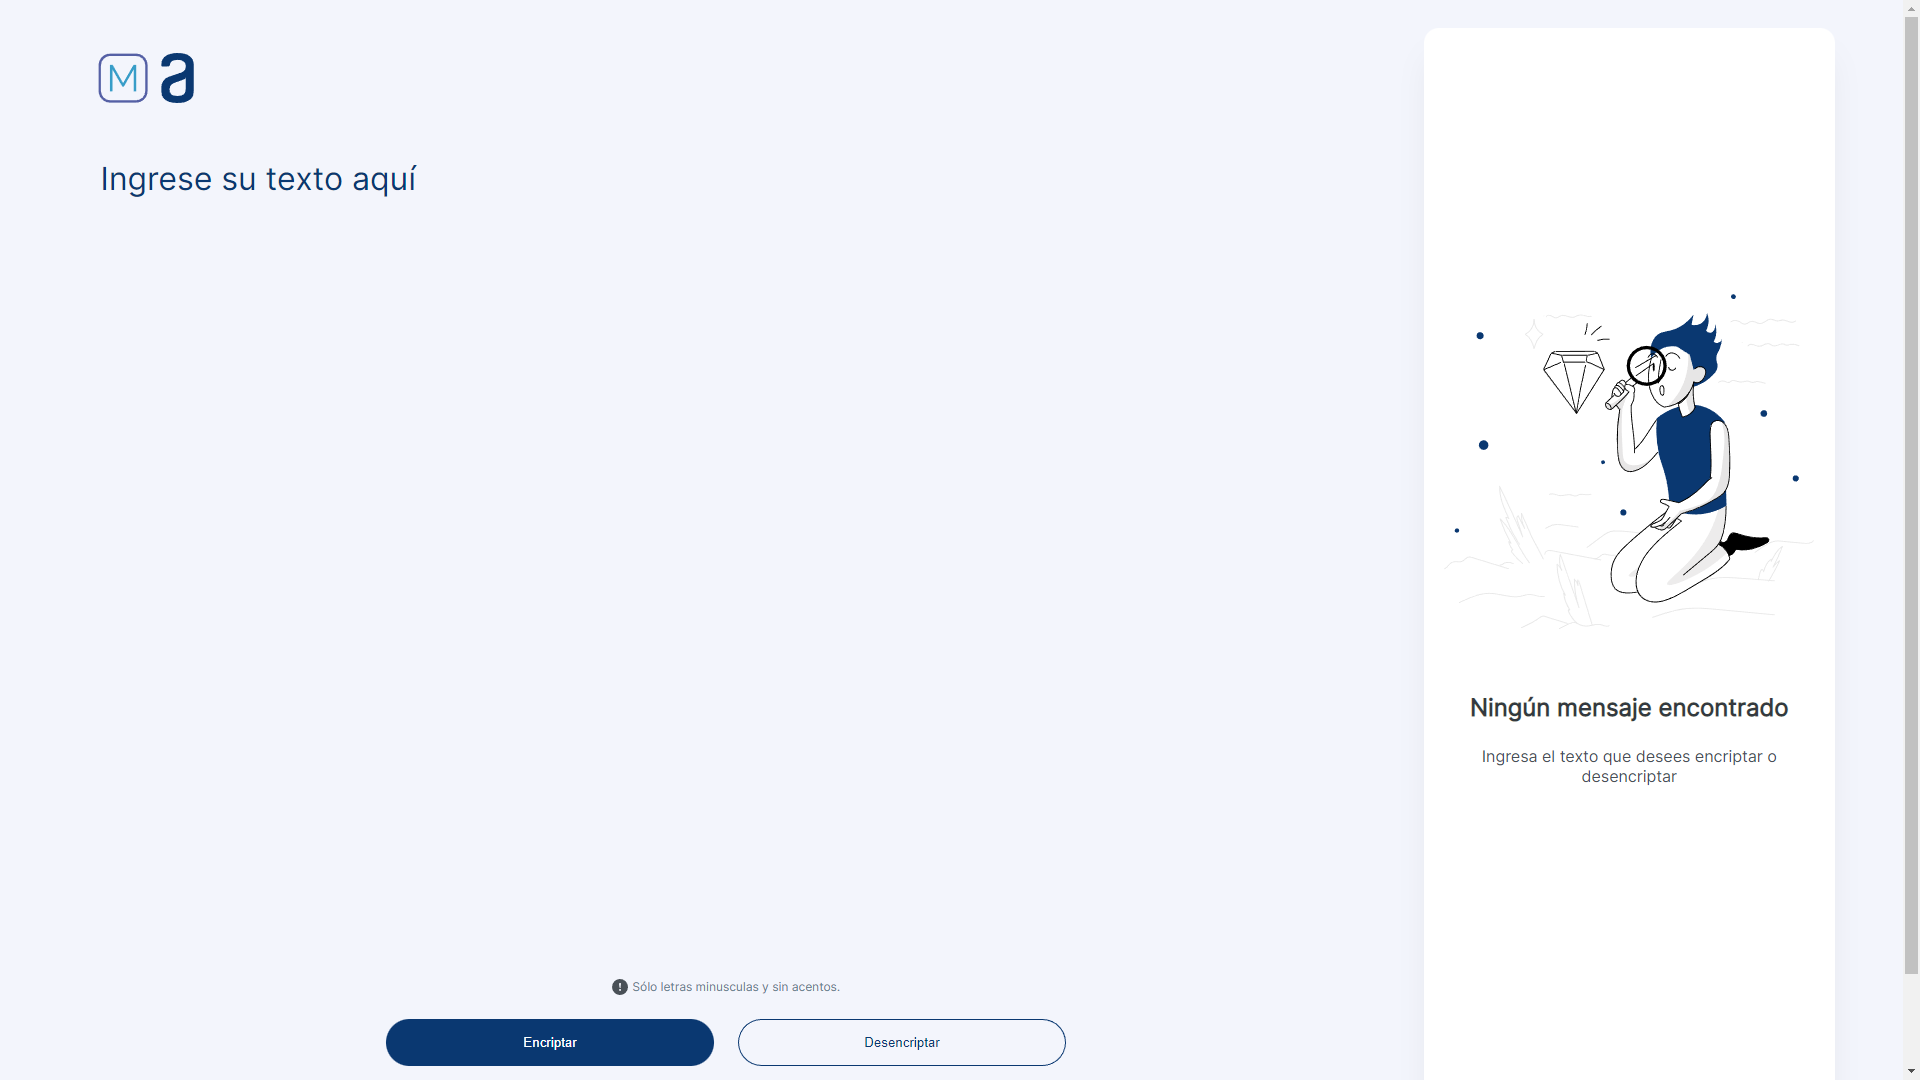 M a
Ingrese su texto aquí
Ningún mensaje encontrado
Ingresa el texto que desees encriptar o
desencriptar
Sólo letras minusculas y sin acentos.
Encriptar
Desencriptar